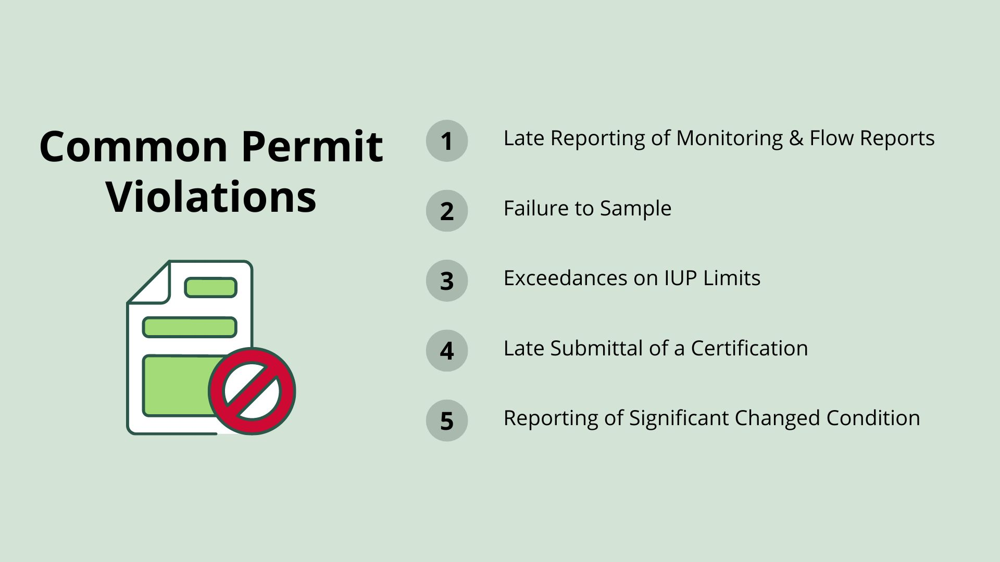 Common Permit
Violations
1 Late Reporting of Monitoring & Flow Reports
2 Failure to Sample
3 Exceedances on IUP Limits
4 Late Submittal of a Certification
5 Reporting of Significant Changed Condition